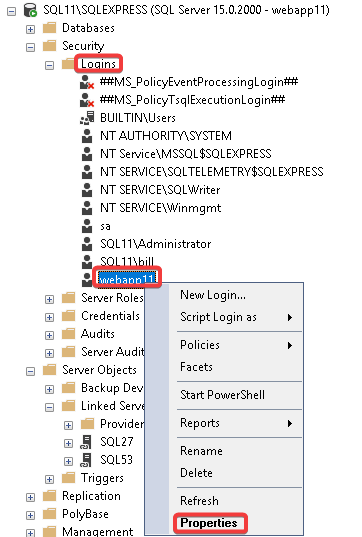 SQL11\SQLEXPRESS (SQL Server 15.0.2000 - webapp11)
Databases
Security
Logins
##MS_PolicyEventProcessingLogin##
##MS_PolicyTsqlExecutionLogin##
BUILTIN\Users
NT AUTHORITY\SYSTEM
NT Service\MSSQL$SQLEXPRESS
NT SERVICE\SQLTELEMETRY$SQLEXPRESS
NT SERVICE\SQLWriter
NT SERVICE\Winmgmt
sa
SQL11\Administrator
SQL11\bill
webapp11
Server Roles
Credentials
Audits
Server Audit
Server Objects
Backup Dev
Linked Serve
Provider
SQL27
SQL53
Triggers
Replication
PolyBase
Management
New Login...
Script Login as
Policies
Facets
Start PowerShell
Reports
Rename
Delete
Refresh
Properties